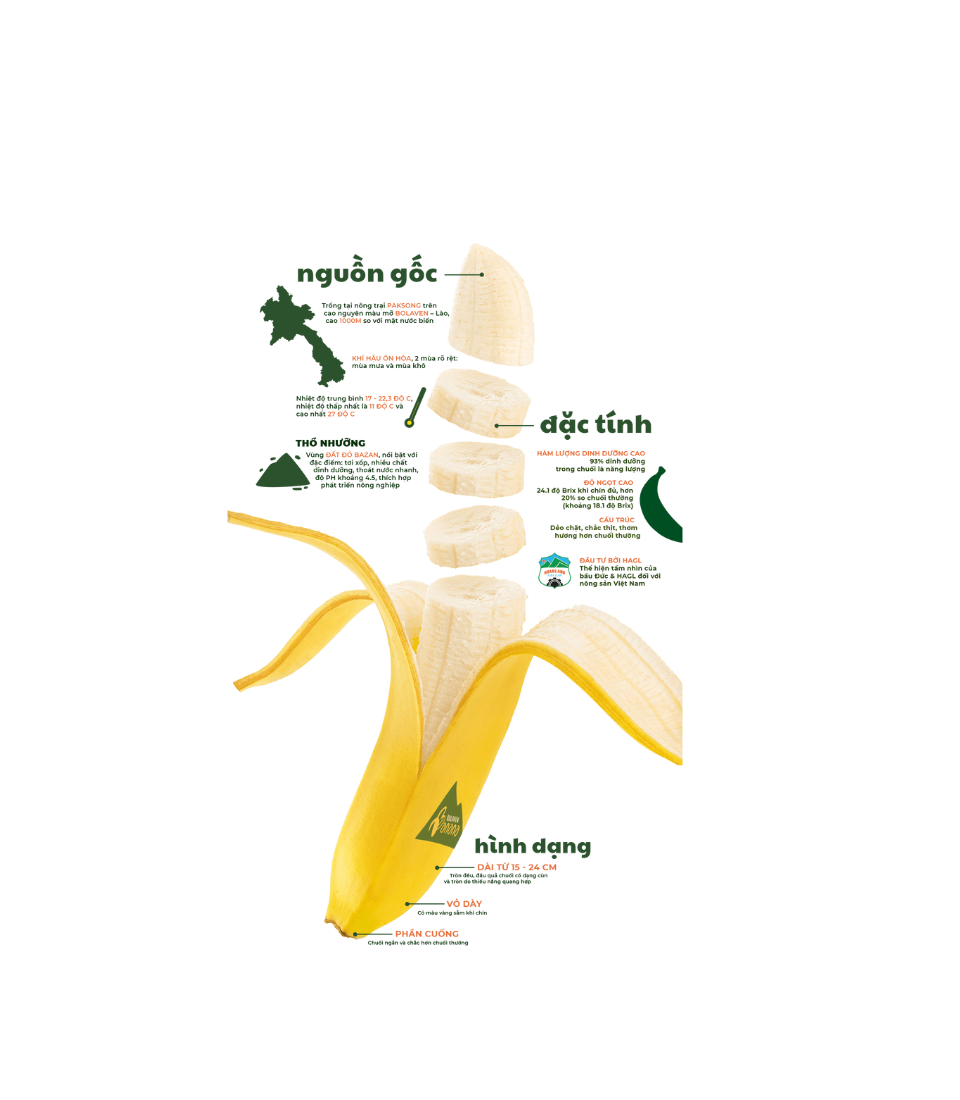 nguồn gốc
Trồng tại nông trại PAKSONG trên
cao nguyên màu mỡ BOLAVEN – Lào,
cao 1000M so với mặt nước biển
KHÍ HẬU ÔN HÒA, 2 mùa rõ rệt:
mùa mưa và mùa khô
Nhiệt độ trung bình 17 - 22,3 ĐỘ C,
nhiệt độ thấp nhất là 11 ĐỘ C và
cao nhất 27 ĐỘ C
THỔ NHƯỠNG
Vùng ĐẤT ĐỎ BAZAN, nổi bật với
đặc điểm: tơi xốp, nhiều chất
dinh dưỡng, thoát nước nhanh,
độ PH khoảng 4.5, thích hợp
phát triển nông nghiệp
đặc tính
HÀM LƯỢNG DINH DƯỠNG CAO
93% dinh dưỡng
trong chuối là năng lượng
ĐỘ NGỌT CAO
24.1 độ Brix khi chín đủ, hơn
20% so chuối thường
(khoảng 18.1 độ Brix)
CẤU TRÚC
Dẻo chặt, chắc thịt, thơm
hương hơn chuối thường
HOANG ANH
ĐẦU TƯ BỞI HAGL
Thể hiện tầm nhìn của
bầu Đức & HAGL đối với
nông sản Việt Nam
hình dạng
DÀI TỪ 15 - 24 CM
Tròn đều, đầu quả chuối có dạng cùn
và tròn do thiếu nắng quang hợp
VỎ DÀY
Có màu vàng sẫm khi chín
PHẦN CUỐNG
Chuối ngắn và chắc hơn chuối thường